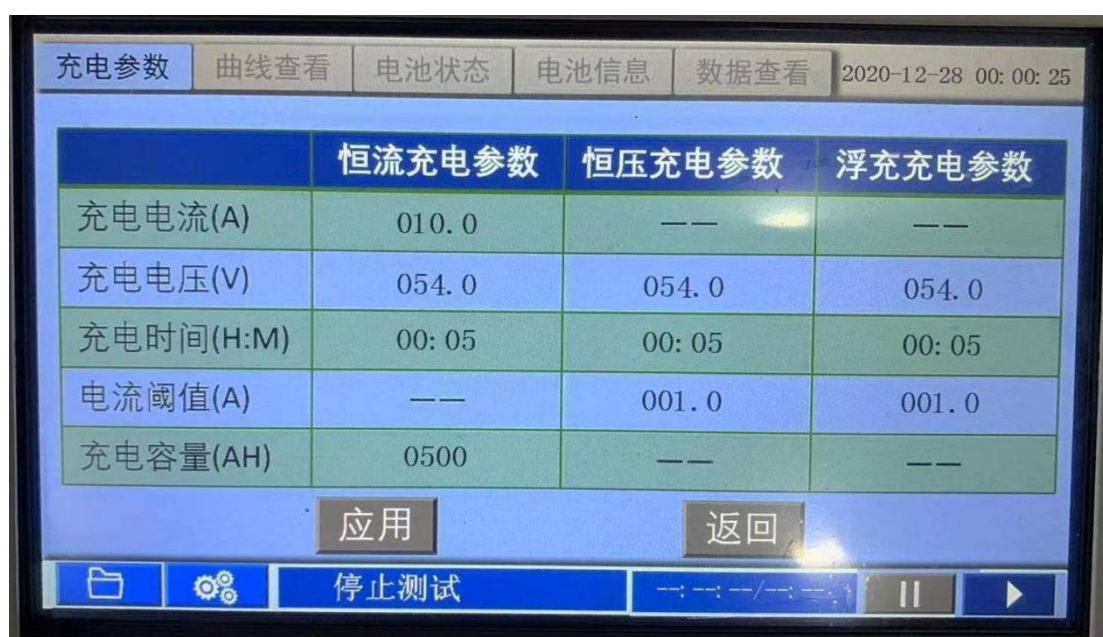 充电参数 曲线查看 电池状态 电池信息 数据查看 2020-12-28 00:00:25
恒流充电参数 恒压充电参数 浮充充电参数
充电电流(A) 010.0 —— ——
充电电压(V) 054.0 054.0 054.0
充电时间(H:M) 00:05 00:05 00:05
电流阈值(A) —— 001.0 001.0
充电容量(AH) 0500 —— ——
应用 返回
停止测试 --:--:--/--:--